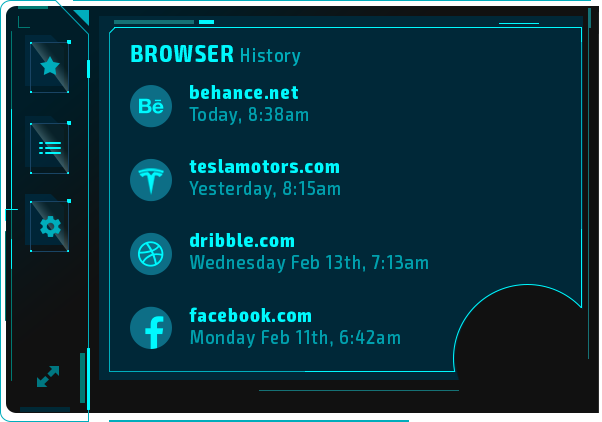 BROWSER History
Bē
behance.net
Today, 8:38am
teslamotors.com
Yesterday, 8:15am
dribble.com
Wednesday Feb 13th, 7:13am
facebook.com
Monday Feb 11th, 6:42am